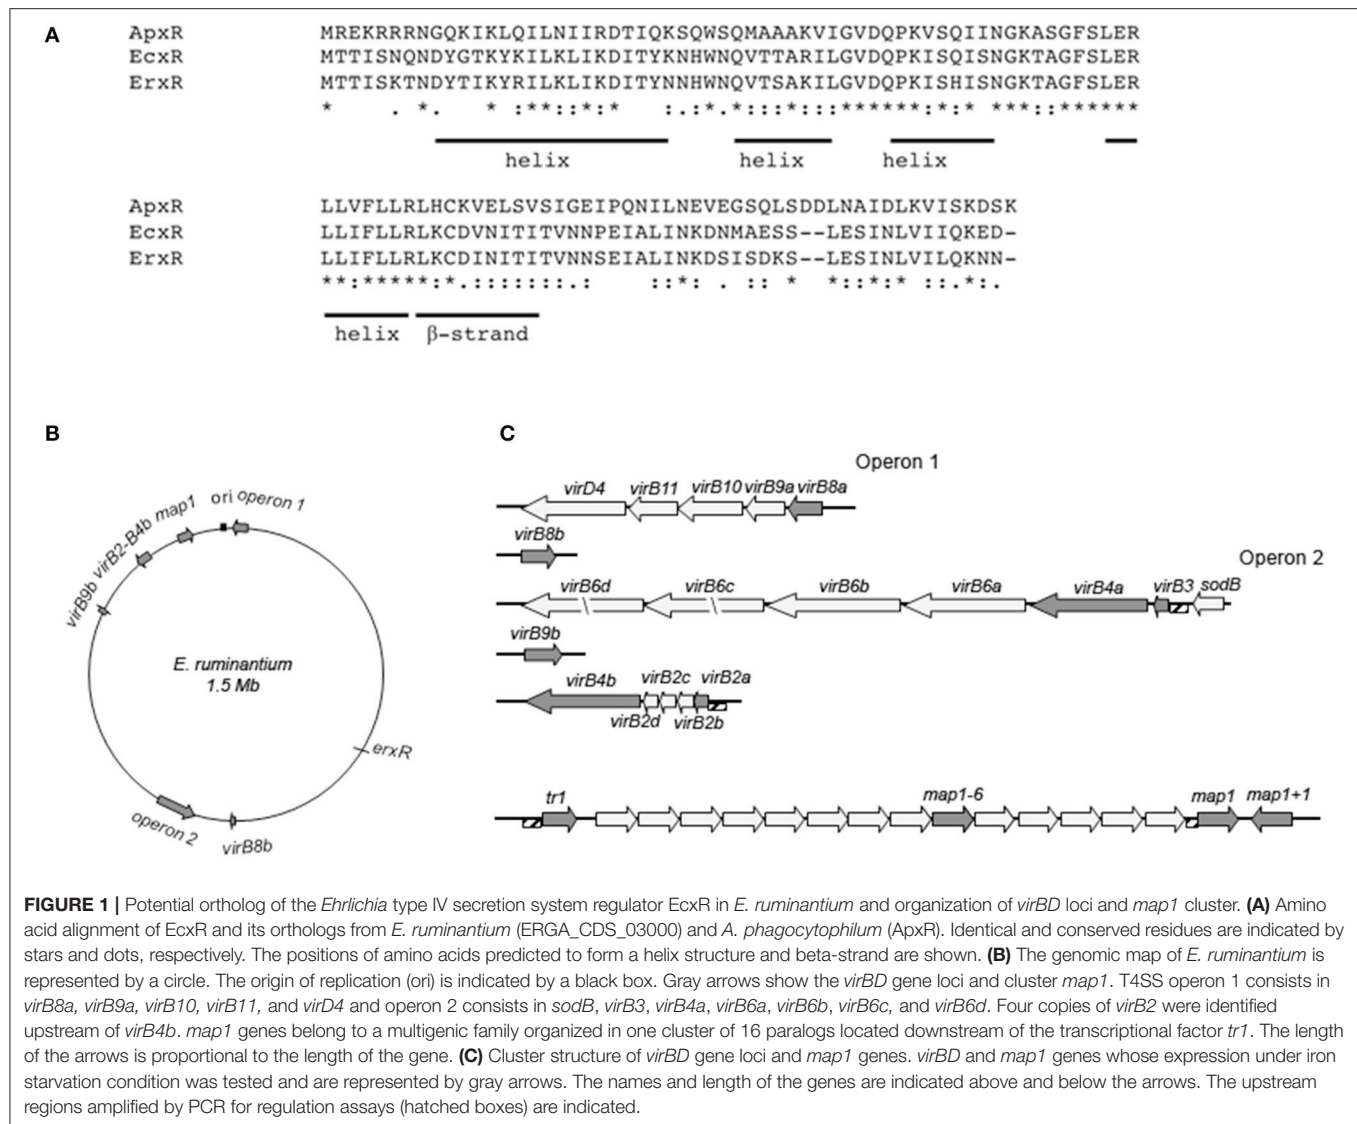 A
ApxR MREKRRRNGQKIKLQILNIIRDTIQKSQWSQMAAAKVIGVDQPKVSQIINGKASGFSLER
EcxR MTTISNQNDYGTKYKILKLIKDITYKNHWNQVTTARILGVDQPKISQISNGKTAGFSLER
ErxR MTTISKTNDYTIKYRILKLIKDITYKNHWNQVTSAKILGVDQPKISHISNGKTAGFSLER
* . *. * :**::* :.:*.*:::*::****** *:* ***::******
helix helix helix
ApxR LLVFLLRLHCKVELSVSIGEIPQNILNEVEGSQLSDDLNAIDLKVISKDSK
EcxR LLIFLLRLKCDVNITITVNNPEIALINKDNMAESS--LESINLVIIQKED-
ErxR LLIFLLRLKCDINITITVNNSEIALINKDSISDKS--LESINLVILQKNN-
**:*****:*.:::::::.: ::*: . :: * *::*:* ::.*:.
helix β-strand
B
ori operon 1
map1
virB2-B4b
virB9b
E. ruminantium
1.5 Mb
erxR
operon 2
virB8b
C
Operon 1
virD4 virB11 virB10 virB9a virB8a
virB8b
Operon 2
virB6d virB6c virB6b virB6a virB4a virB3 sodB
virB9b
virB4b virB2c virB2a
virB2d virB2b
tr1 map1-6 map1 map1+1
FIGURE 1 | Potential ortholog of the Ehrlichia type IV secretion system regulator EcxR in E. ruminantium and organization of virBD loci and map1 cluster. (A) Amino
acid alignment of EcxR and its orthologs from E. ruminantium (ERGA_CDS_03000) and A. phagocytophilum (ApxR). Identical and conserved residues are indicated by
stars and dots, respectively. The positions of amino acids predicted to form a helix structure and beta-strand are shown. (B) The genomic map of E. ruminantium is
represented by a circle. The origin of replication (ori) is indicated by a black box. Gray arrows show the virBD gene loci and cluster map1. T4SS operon 1 consists in
virB8a, virB9a, virB10, virB11, and virD4 and operon 2 consists in sodB, virB3, virB4a, virB6a, virB6b, virB6c, and virB6d. Four copies of virB2 were identified
upstream of virB4b. map1 genes belong to a multigenic family organized in one cluster of 16 paralogs located downstream of the transcriptional factor tr1. The length
of the arrows is proportional to the length of the gene. (C) Cluster structure of virBD gene loci and map1 genes. virBD and map1 genes whose expression under iron
starvation condition was tested and are represented by gray arrows. The names and length of the genes are indicated above and below the arrows. The upstream
regions amplified by PCR for regulation assays (hatched boxes) are indicated.